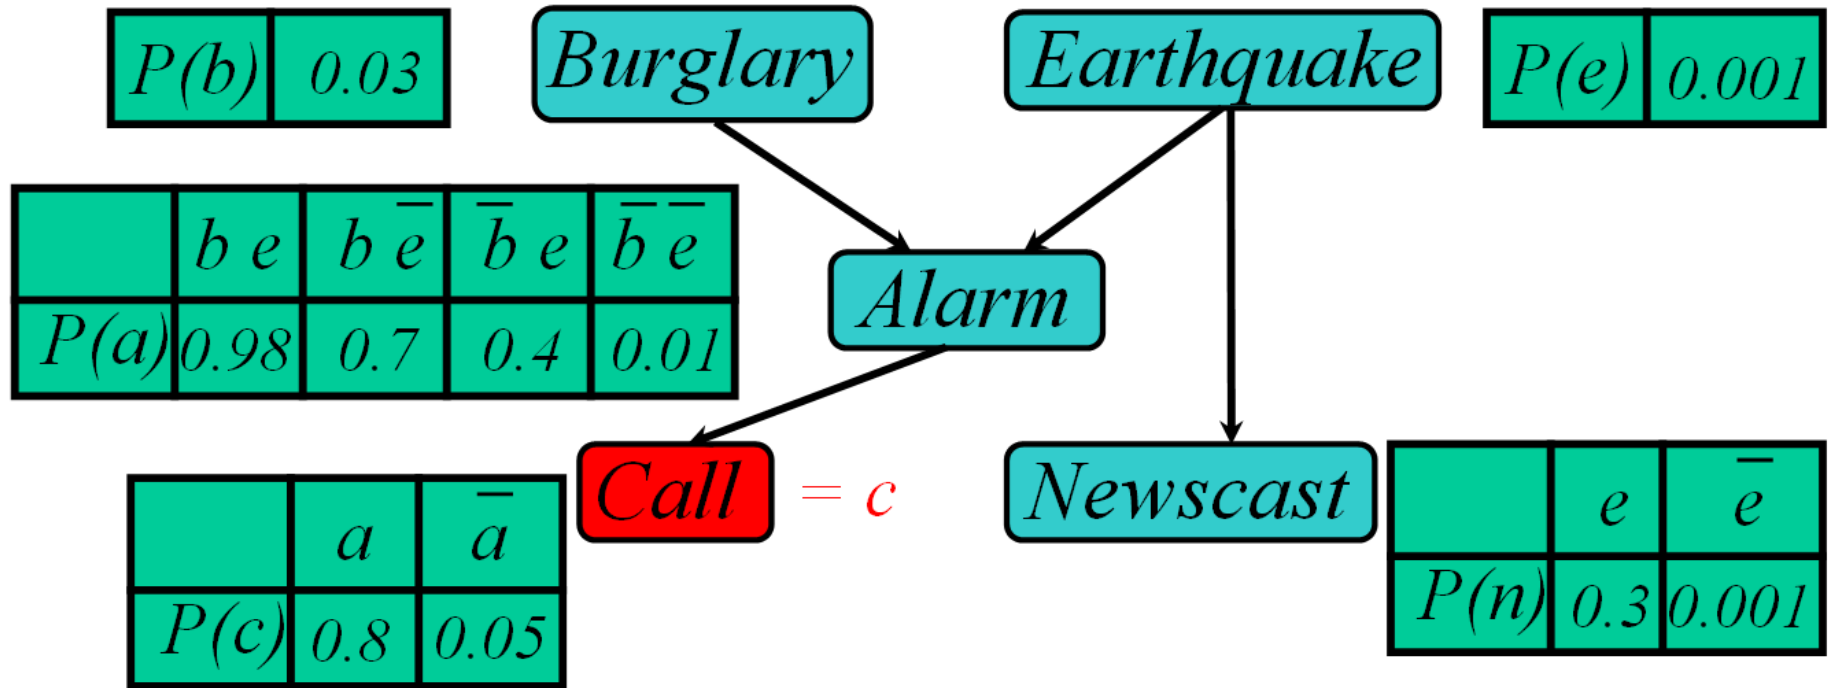 P(b) 0.03
Burglary
Earthquake
P(e) 0.001
b e b e̅ b̅ e b̅ e̅
P(a) 0.98 0.7 0.4 0.01
Alarm
Call = c
Newscast
a a̅
P(c) 0.8 0.05
e e̅
P(n) 0.3 0.001